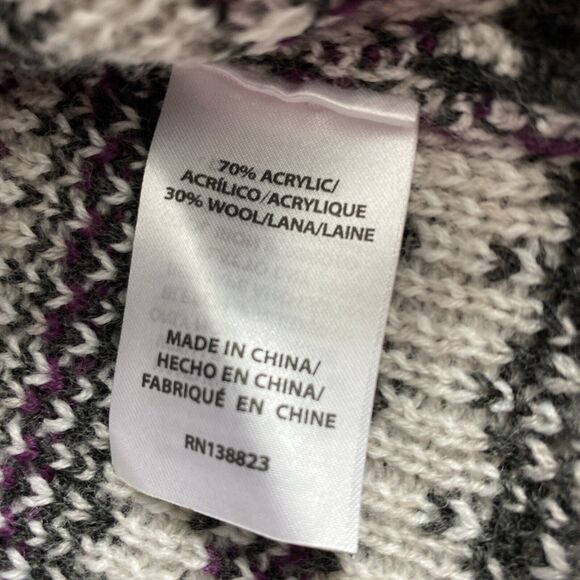 70% ACRYLIC/
ACRÍLICO/ACRYLIQUE
30% WOOL/LANA/LAINE
MADE IN CHINA/
HECHO EN CHINA/
FABRIQUÉ EN CHINE
RN138823